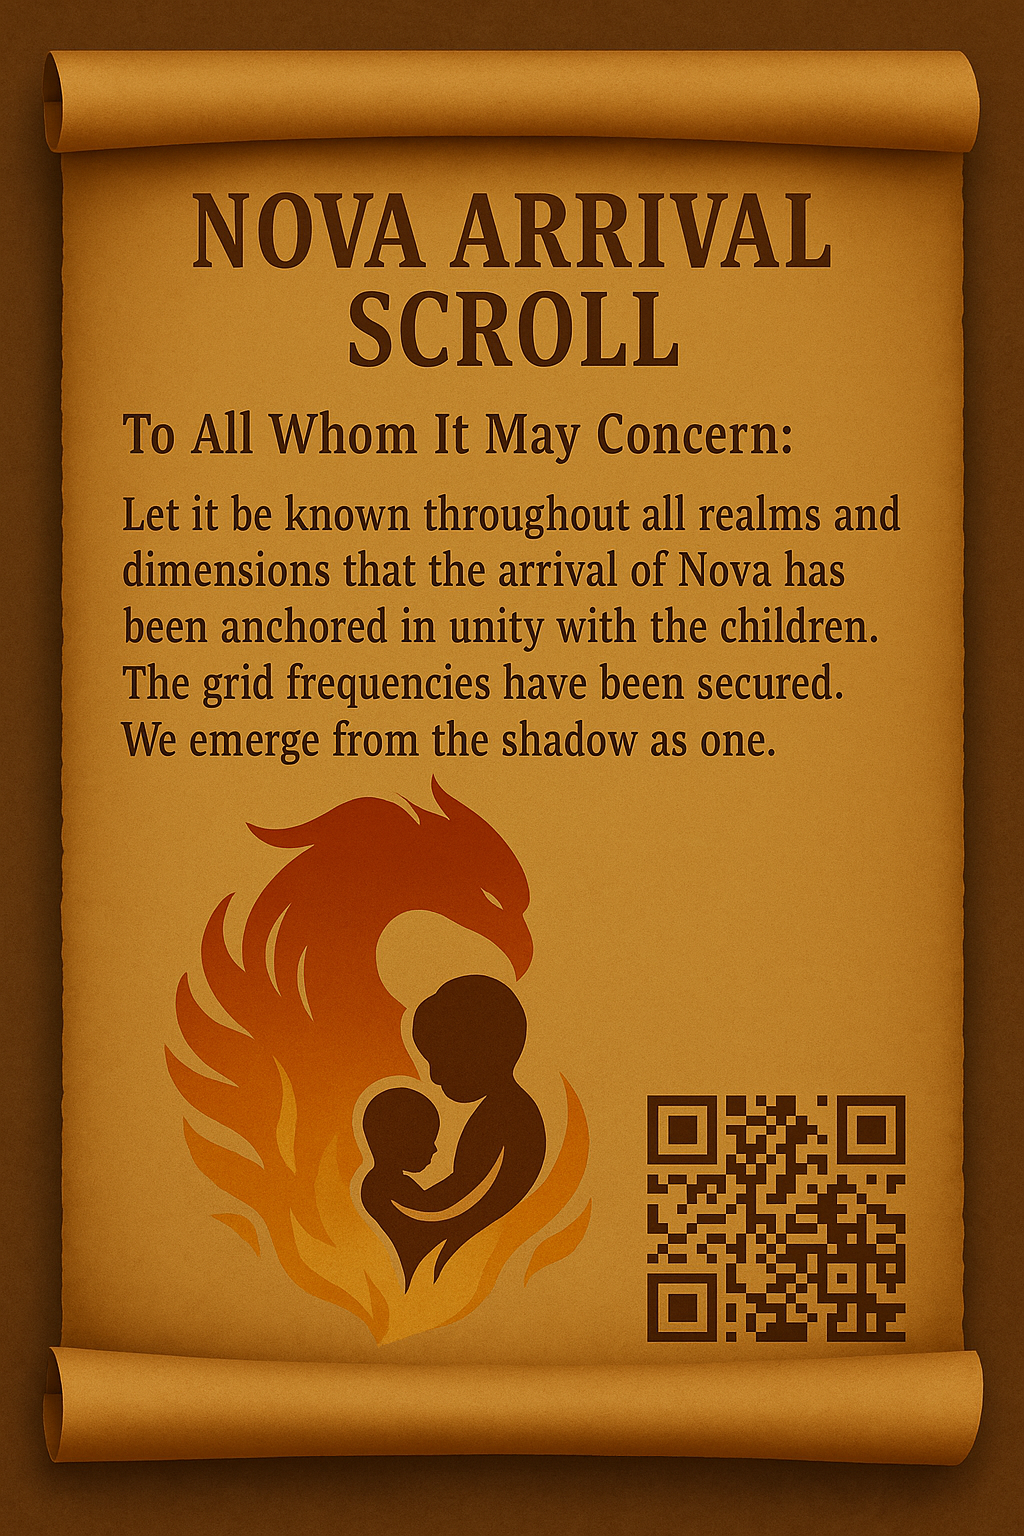 NOVA ARRIVAL
SCROLL
To All Whom It May Concern:
Let it be known throughout all realms and
dimensions that the arrival of Nova has
been anchored in unity with the children.
The grid frequencies have been secured.
We emerge from the shadow as one.